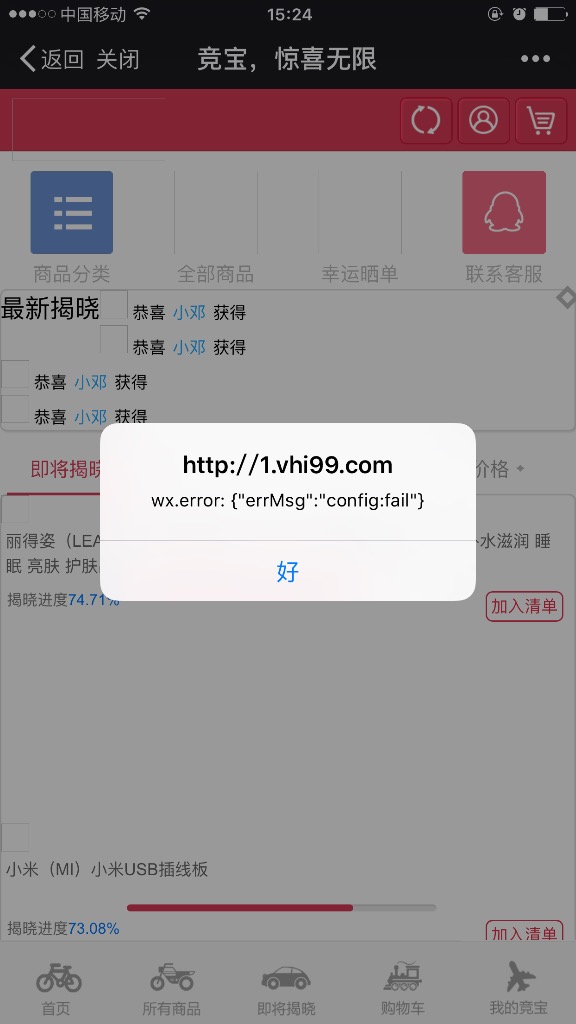 中国移动 15:24
返回 关闭 竞宝，惊喜无限
商品分类 全部商品 幸运晒单 联系客服
最新揭晓 恭喜 小邓 获得
恭喜 小邓 获得
恭喜 小邓 获得
恭喜 小邓 获得
即将揭晓 价格
http://1.vhi99.com
wx.error: {"errMsg":"config:fail"}
好
丽得姿（LEA 水滋润 睡
眠 亮肤 护肤
揭晓进度74.71%
加入清单
小米（MI）小米USB插线板
揭晓进度73.08%
加入清单
首页 所有商品 即将揭晓 购物车 我的竞宝